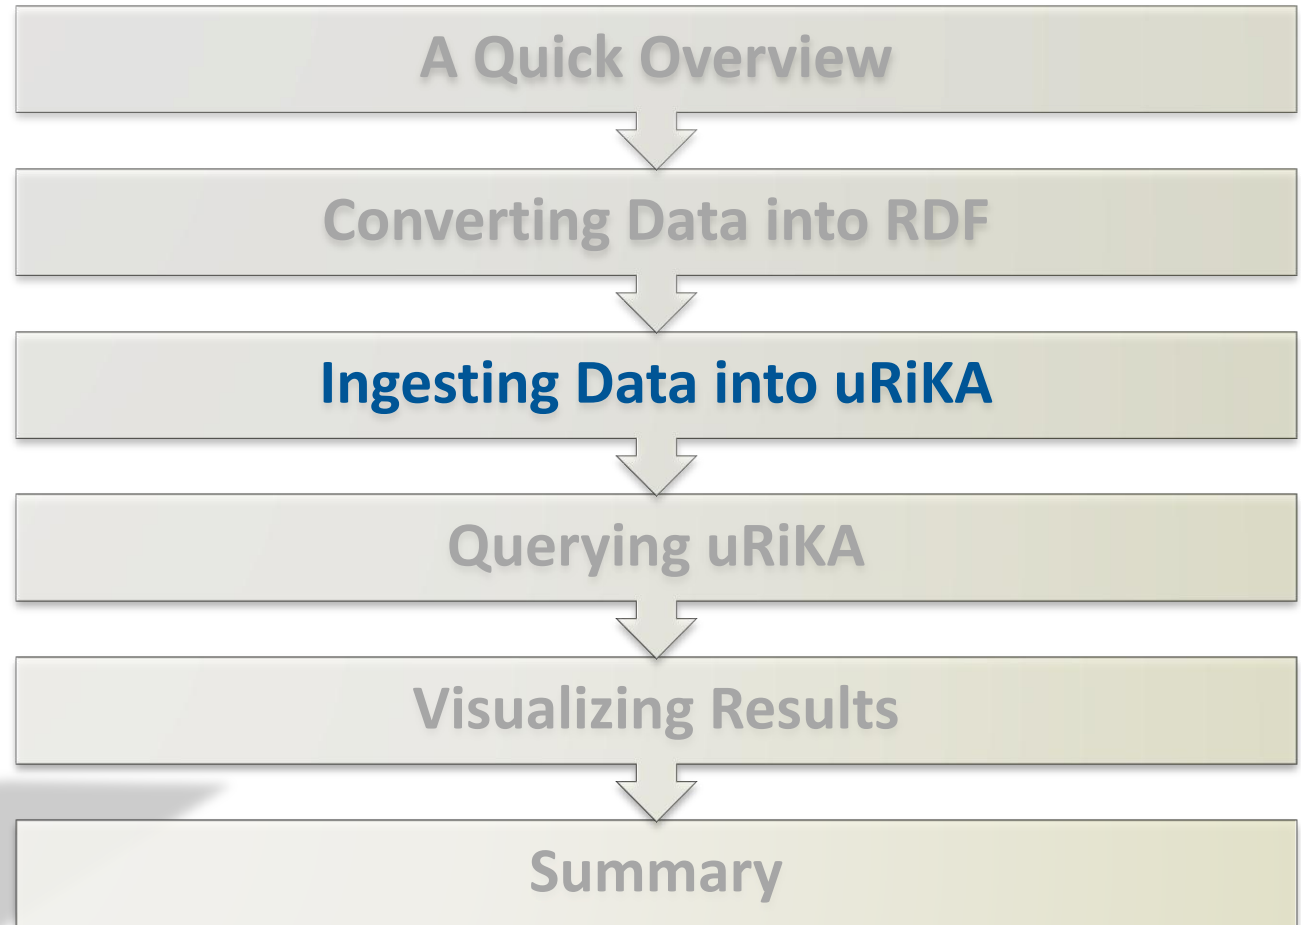 A Quick Overview
Converting Data into RDF
Ingesting Data into uRiKA
Querying uRiKA
Visualizing Results
Summary